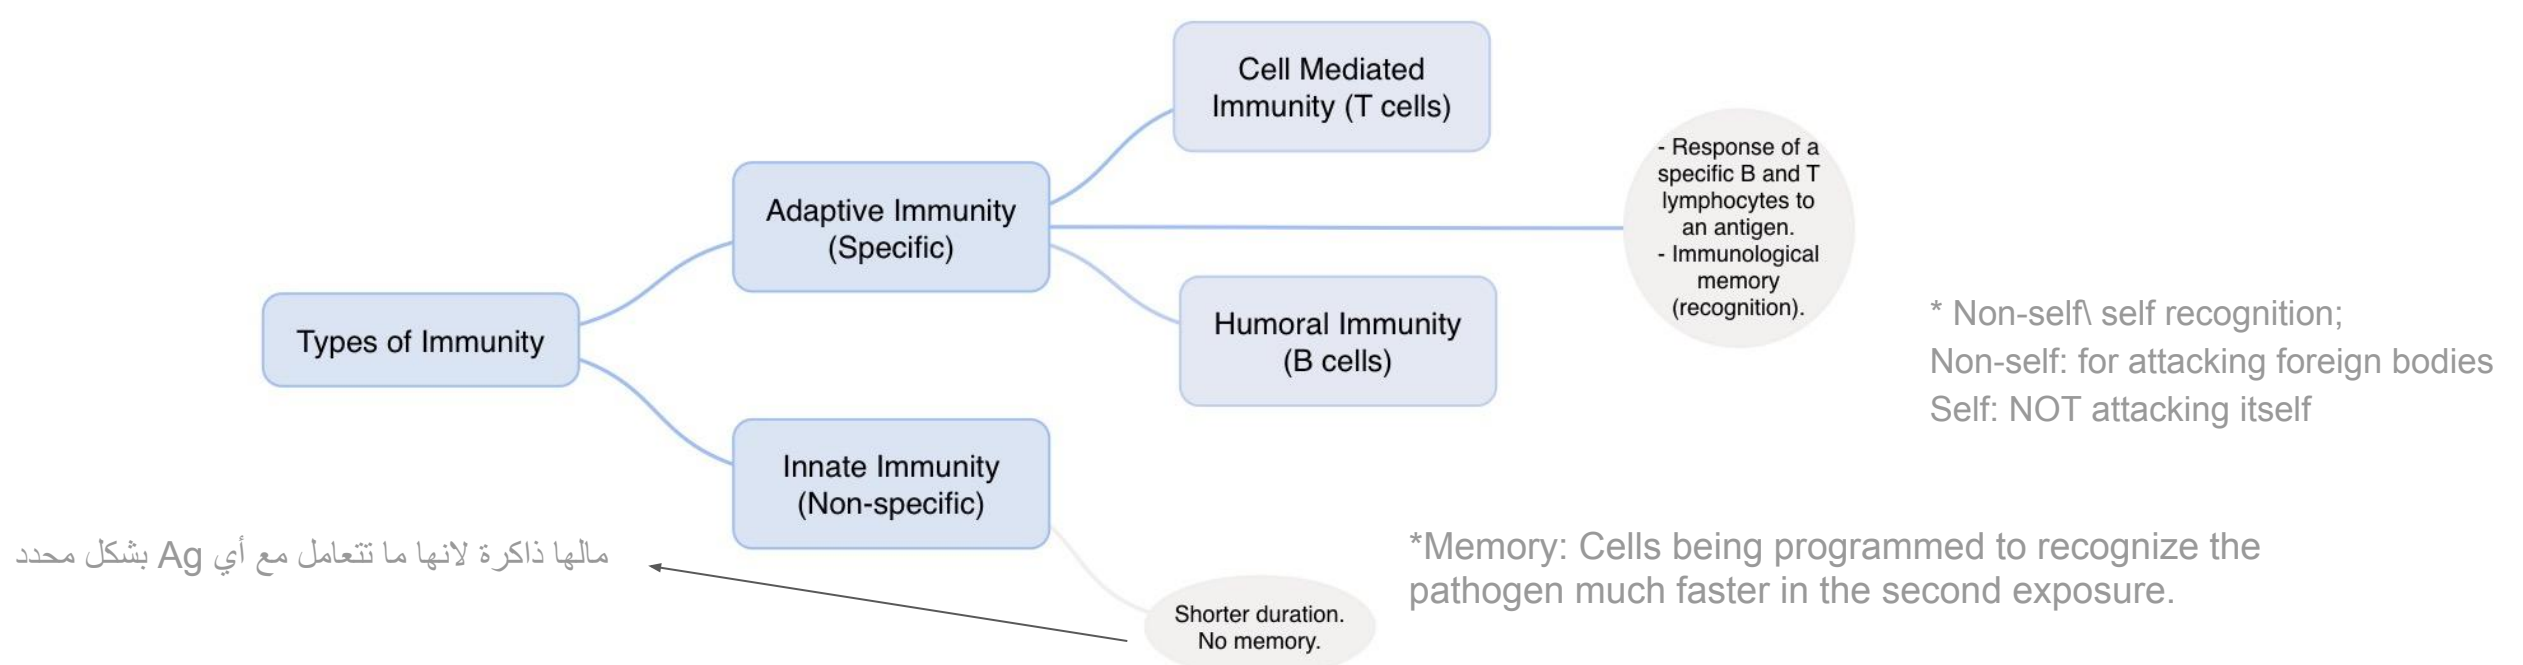 Cell Mediated
Immunity (T cells)
- Response of a
specific B and T
lymphocytes to
an antigen.
- Immunological
memory
(recognition).
Adaptive Immunity
(Specific)
Humoral Immunity
(B cells)
Types of Immunity
* Non-self\ self recognition;
Non-self: for attacking foreign bodies
Self: NOT attacking itself
Innate Immunity
(Non-specific)
مالها ذاكرة لانها ما تتعامل مع أي Ag بشكل محدد
*Memory: Cells being programmed to recognize the
pathogen much faster in the second exposure.
Shorter duration.
No memory.